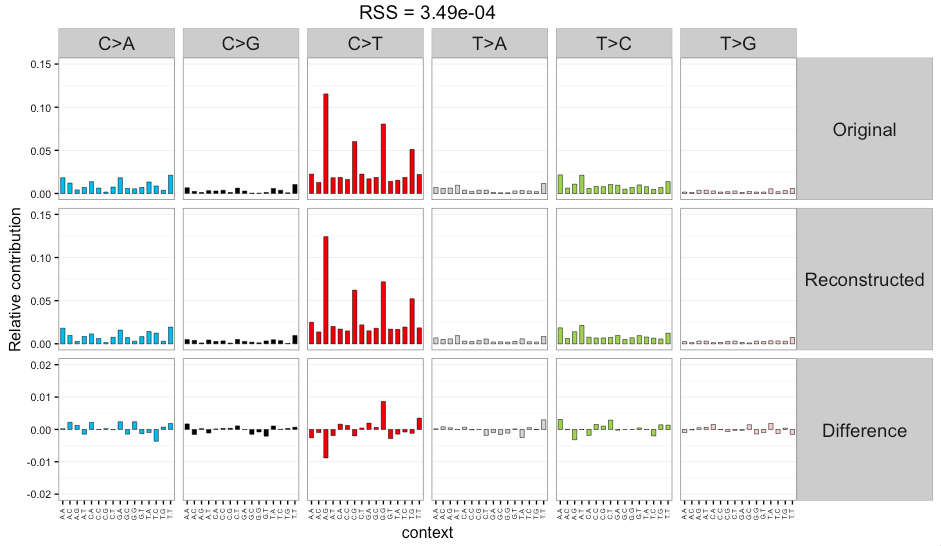 RSS = 3.49e-04
C>A C>G C>T T>A T>C T>G
Relative contribution
0.15
0.10
0.05
0.00
Original
0.15
0.10
0.05
0.00
Reconstructed
0.02
0.01
0.00
-0.01
-0.02
Difference
A.A A.C A.G A.T C.A C.C C.G C.T G.A G.C G.G G.T T.A T.C T.G T.T
A.A A.C A.G A.T C.A C.C C.G C.T G.A G.C G.G G.T T.A T.C T.G T.T
A.A A.C A.G A.T C.A C.C C.G C.T G.A G.C G.G G.T T.A T.C T.G T.T
A.A A.C A.G A.T C.A C.C C.G C.T G.A G.C G.G G.T T.A T.C T.G T.T
A.A A.C A.G A.T C.A C.C C.G C.T G.A G.C G.G G.T T.A T.C T.G T.T
A.A A.C A.G A.T C.A C.C C.G C.T G.A G.C G.G G.T T.A T.C T.G T.T
context